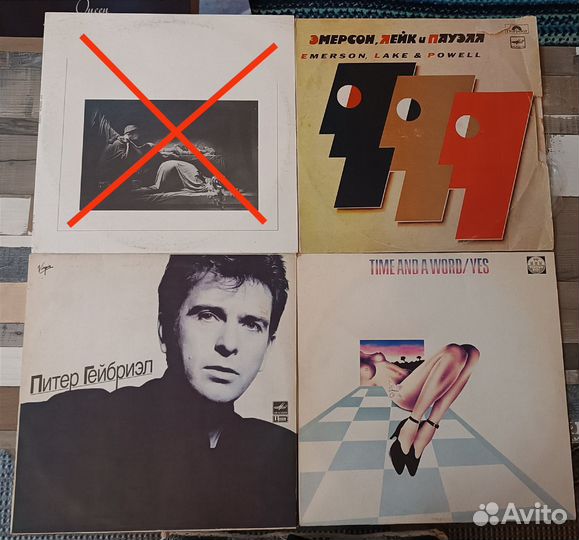 Queen
ЭМЕРСОН, ЛЕЙК и ПАУЭЛЛ
EMERSON, LAKE & POWELL
Virgin
Питер Гейбриэл
TIME AND A WORD/YES
Avito